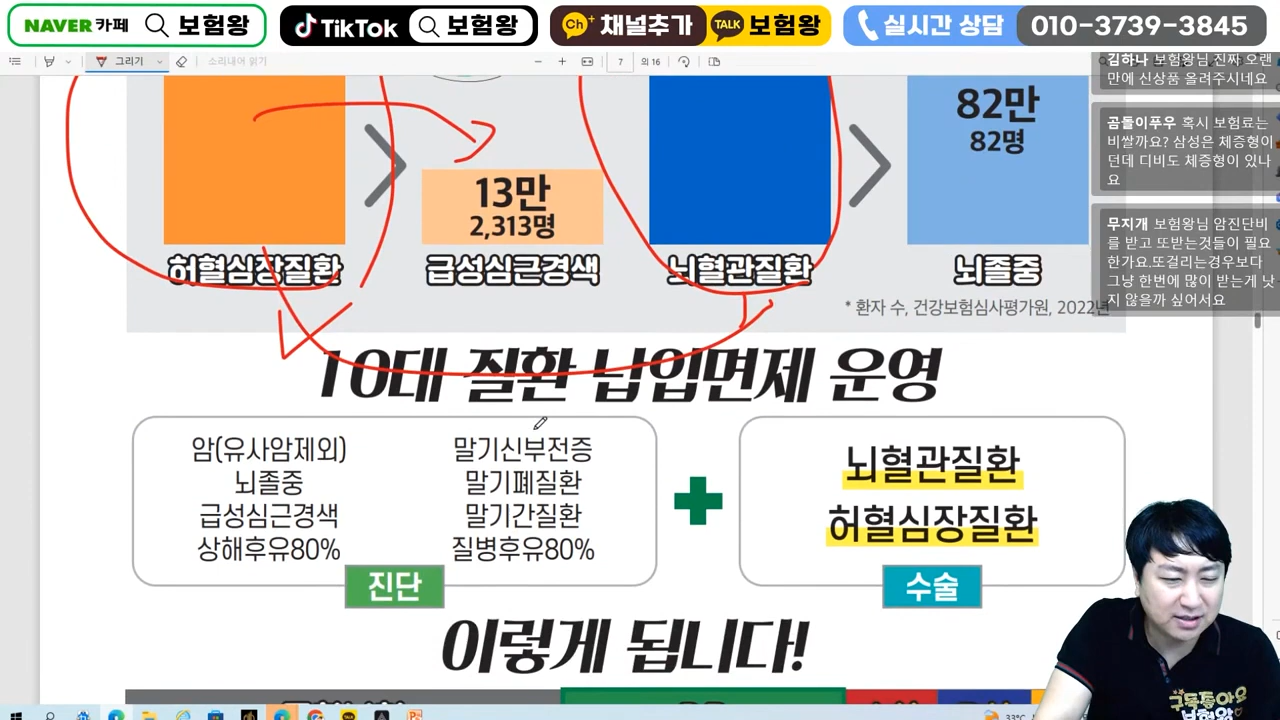 NAVER 카페 보험왕
TikTok 보험왕
Ch+ 채널추가 TALK 보험왕
실시간 상담 010-3739-3845
그리기
소리내어 읽기
7 의 16
김하나 보험왕님 진짜 오랜
만에 신상품 올려주시네요
곰돌이푸우 혹시 보험료는
비쌀까요? 삼성은 체증형이
던데 디비도 체증형이 있나
요
무지개 보험왕님 암진단비
를 받고 또받는것들이 필요
한가요.또걸리는경우보다
그냥 한번에 많이 받는게 낫
지 않을까 싶어서요
82만
82명
13만
2,313명
허혈심장질환
급성심근경색
뇌혈관질환
뇌졸중
* 환자 수, 건강보험심사평가원, 2022년
10대 질환 납입면제 운영
암(유사암제외)
뇌졸중
급성심근경색
상해후유80%
말기신부전증
말기폐질환
말기간질환
질병후유80%
진단
뇌혈관질환
허혈심장질환
수술
이렇게 됩니다!
구독좋아요
보험왕
33°C